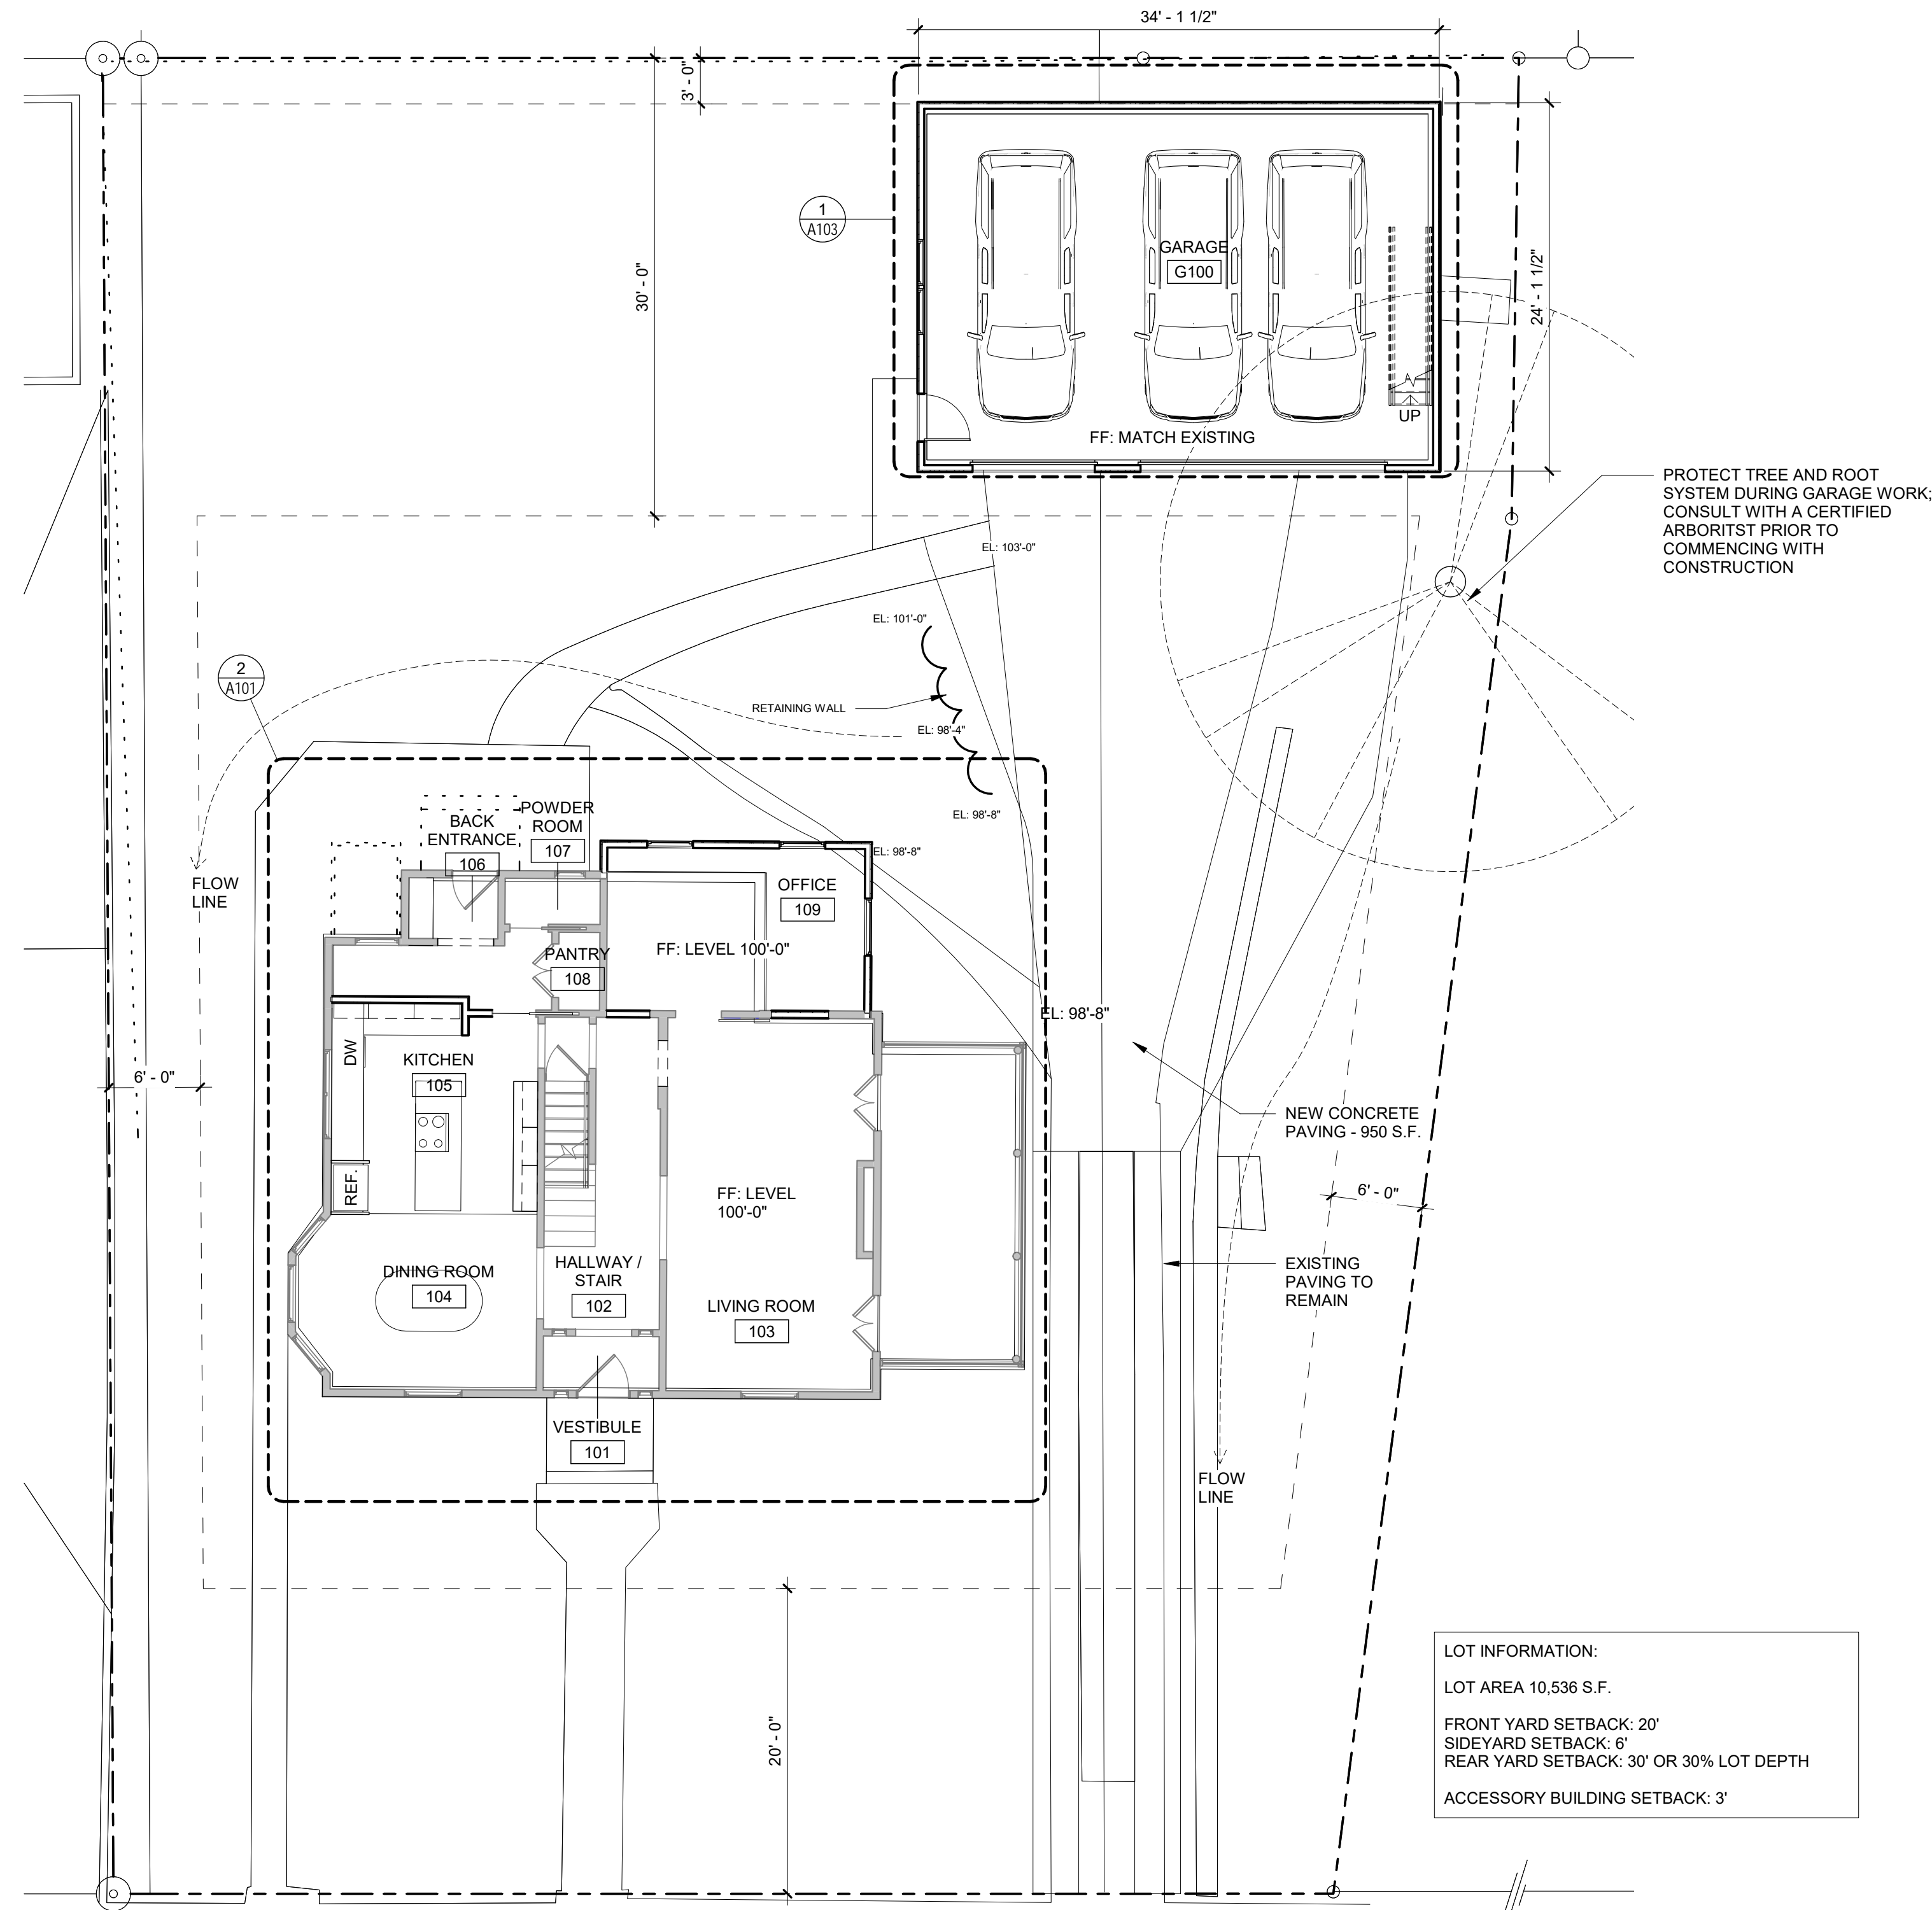 34' - 1 1/2"
3' - 0"
1
A103
30' - 0"
GARAGE
G100
24' - 1 1/2"
UP
FF: MATCH EXISTING
PROTECT TREE AND ROOT
SYSTEM DURING GARAGE WORK;
CONSULT WITH A CERTIFIED
ARBORITST PRIOR TO
COMMENCING WITH
CONSTRUCTION
EL: 103'-0"
EL: 101'-0"
2
A101
RETAINING WALL
EL: 98'-4"
EL: 98'-8"
POWDER
ROOM
107
BACK
ENTRANCE
106
EL: 98'-8"
FLOW
LINE
OFFICE
109
FF: LEVEL 100'-0"
PANTRY
108
EL: 98'-8"
DW
KITCHEN
105
6' - 0"
NEW CONCRETE
PAVING - 950 S.F.
REF.
FF: LEVEL
100'-0"
6' - 0"
DINING ROOM
104
HALLWAY /
STAIR
102
LIVING ROOM
103
EXISTING
PAVING TO
REMAIN
VESTIBULE
101
FLOW
LINE
20' - 0"
LOT INFORMATION:
LOT AREA 10,536 S.F.
FRONT YARD SETBACK: 20'
SIDEYARD SETBACK: 6'
REAR YARD SETBACK: 30' OR 30% LOT DEPTH
ACCESSORY BUILDING SETBACK: 3'